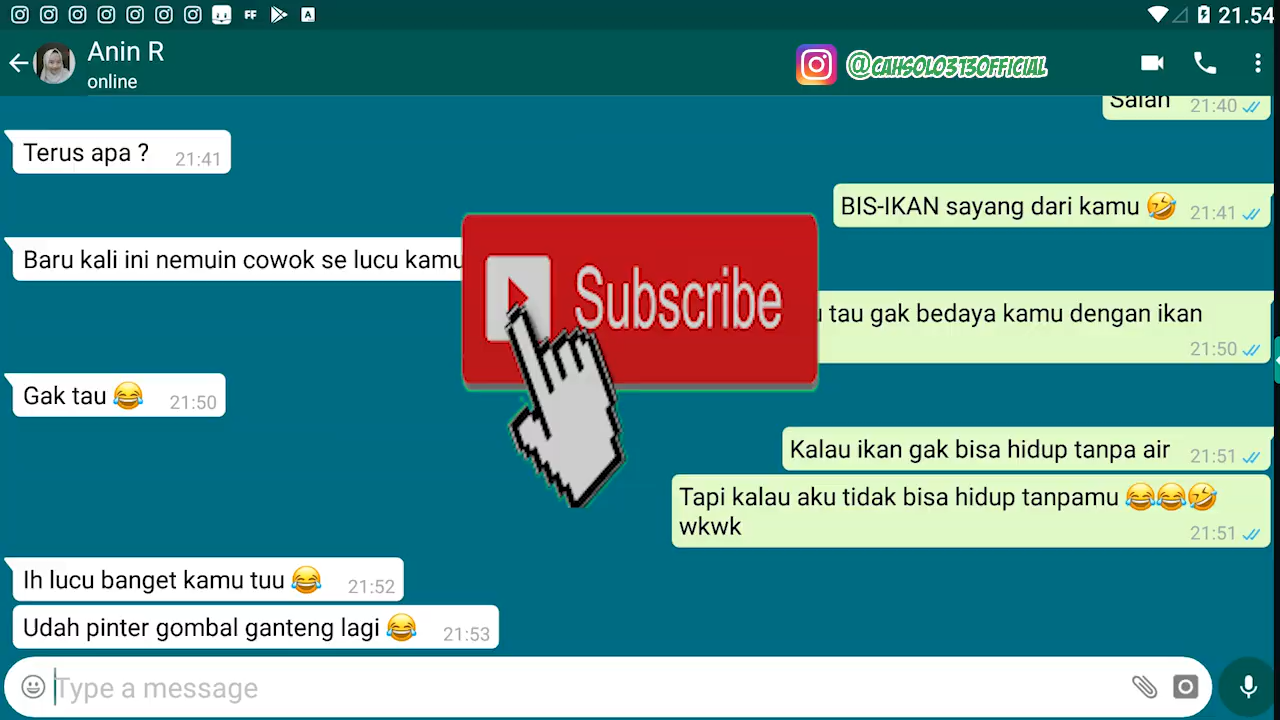 FF
A
21.54
Anin R
online
@CAHSOLO313OFFICIAL
Salah 21:40
Terus apa ? 21:41
BIS-IKAN sayang dari kamu 🤣 21:41
Baru kali ini nemuin cowok se lucu kamu
Subscribe
tau gak bedaya kamu dengan ikan
21:50
Gak tau 😂 21:50
Kalau ikan gak bisa hidup tanpa air 21:51
Tapi kalau aku tidak bisa hidup tanpamu 😂😂🤣
wkwk 21:51
Ih lucu banget kamu tuu 😂 21:52
Udah pinter gombal ganteng lagi 😂 21:53
Type a message